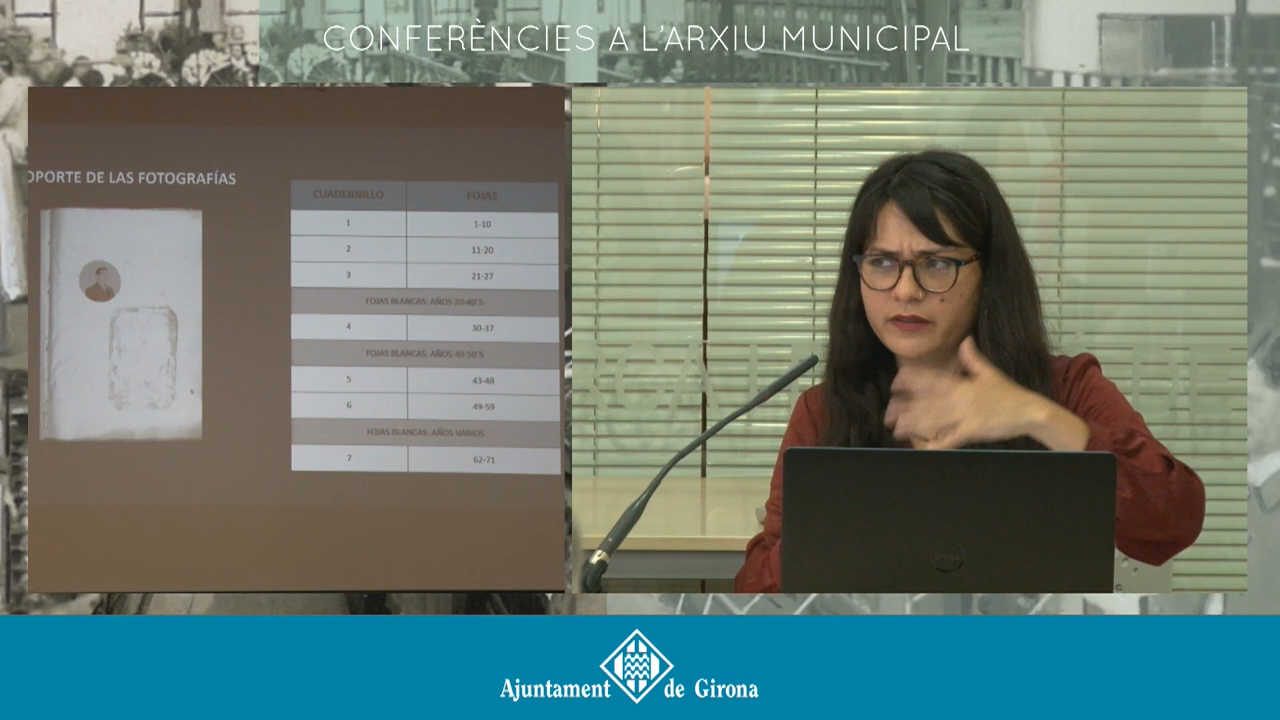 CONFERÈNCIES A L'ARXIU MUNICIPAL
OPORTE DE LAS FOTOGRAFÍAS
CUADERNILLO FOJAS
1 1-10
2 11-20
3 21-27
FOJAS BLANCAS. AÑOS 20-40'S
4 30-37
FOJAS BLANCAS. AÑOS 40-50'S
5 43-48
6 49-59
FOJAS BLANCAS. AÑOS VARIOS
7 62-71
DELL
Ajuntament de Girona